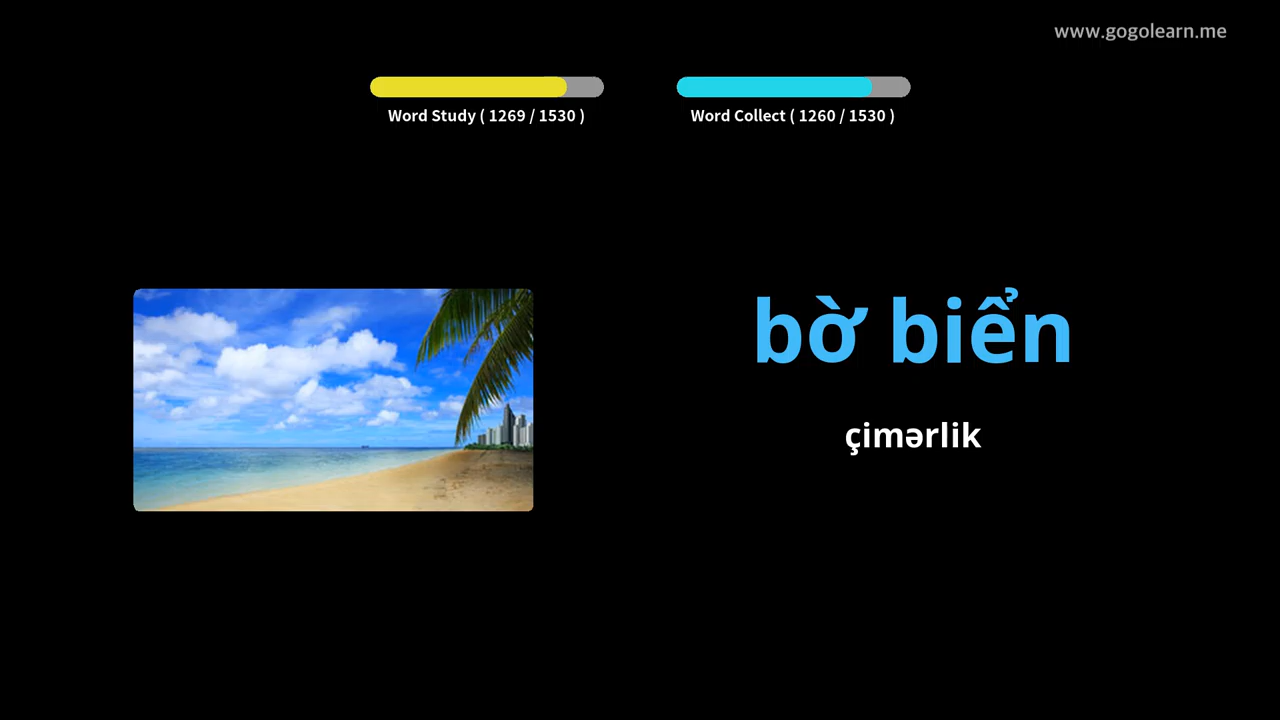 www.gogolearn.me
Word Study ( 1269 / 1530 )
Word Collect ( 1260 / 1530 )
bờ biển
çimərlik